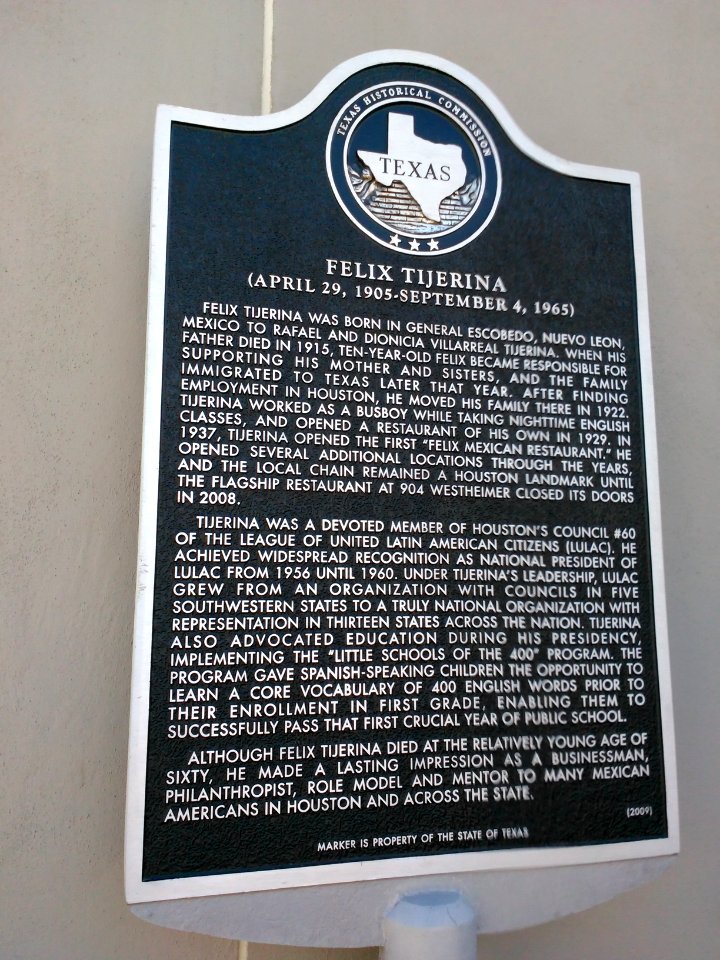 TEXAS HISTORICAL COMMISSION
TEXAS
FELIX TIJERINA
(APRIL 29, 1905-SEPTEMBER 4, 1965)
FELIX TIJERINA WAS BORN IN GENERAL ESCOBEDO, NUEVO LEON,
MEXICO TO RAFAEL AND DIONICIA VILLARREAL TIJERINA. WHEN HIS
FATHER DIED IN 1915, TEN-YEAR-OLD FELIX BECAME RESPONSIBLE FOR
SUPPORTING HIS MOTHER AND SISTERS, AND THE FAMILY
IMMIGRATED TO TEXAS LATER THAT YEAR. AFTER FINDING
EMPLOYMENT IN HOUSTON, HE MOVED HIS FAMILY THERE IN 1922.
TIJERINA WORKED AS A BUSBOY WHILE TAKING NIGHTTIME ENGLISH
CLASSES, AND OPENED A RESTAURANT OF HIS OWN IN 1929. IN
1937, TIJERINA OPENED THE FIRST "FELIX MEXICAN RESTAURANT." HE
OPENED SEVERAL ADDITIONAL LOCATIONS THROUGH THE YEARS,
AND THE LOCAL CHAIN REMAINED A HOUSTON LANDMARK UNTIL
THE FLAGSHIP RESTAURANT AT 904 WESTHEIMER CLOSED ITS DOORS
IN 2008.
TIJERINA WAS A DEVOTED MEMBER OF HOUSTON'S COUNCIL #60
OF THE LEAGUE OF UNITED LATIN AMERICAN CITIZENS (LULAC). HE
ACHIEVED WIDESPREAD RECOGNITION AS NATIONAL PRESIDENT OF
LULAC FROM 1956 UNTIL 1960. UNDER TIJERINA'S LEADERSHIP, LULAC
GREW FROM AN ORGANIZATION WITH COUNCILS IN FIVE
SOUTHWESTERN STATES TO A TRULY NATIONAL ORGANIZATION WITH
REPRESENTATION IN THIRTEEN STATES ACROSS THE NATION. TIJERINA
ALSO ADVOCATED EDUCATION DURING HIS PRESIDENCY,
IMPLEMENTING THE "LITTLE SCHOOLS OF THE 400" PROGRAM. THE
PROGRAM GAVE SPANISH-SPEAKING CHILDREN THE OPPORTUNITY TO
LEARN A CORE VOCABULARY OF 400 ENGLISH WORDS PRIOR TO
THEIR ENROLLMENT IN FIRST GRADE, ENABLING THEM TO
SUCCESSFULLY PASS THAT FIRST CRUCIAL YEAR OF PUBLIC SCHOOL.
ALTHOUGH FELIX TIJERINA DIED AT THE RELATIVELY YOUNG AGE OF
SIXTY, HE MADE A LASTING IMPRESSION AS A BUSINESSMAN,
PHILANTHROPIST, ROLE MODEL AND MENTOR TO MANY MEXICAN
AMERICANS IN HOUSTON AND ACROSS THE STATE.
(2009)
MARKER IS PROPERTY OF THE STATE OF TEXAS